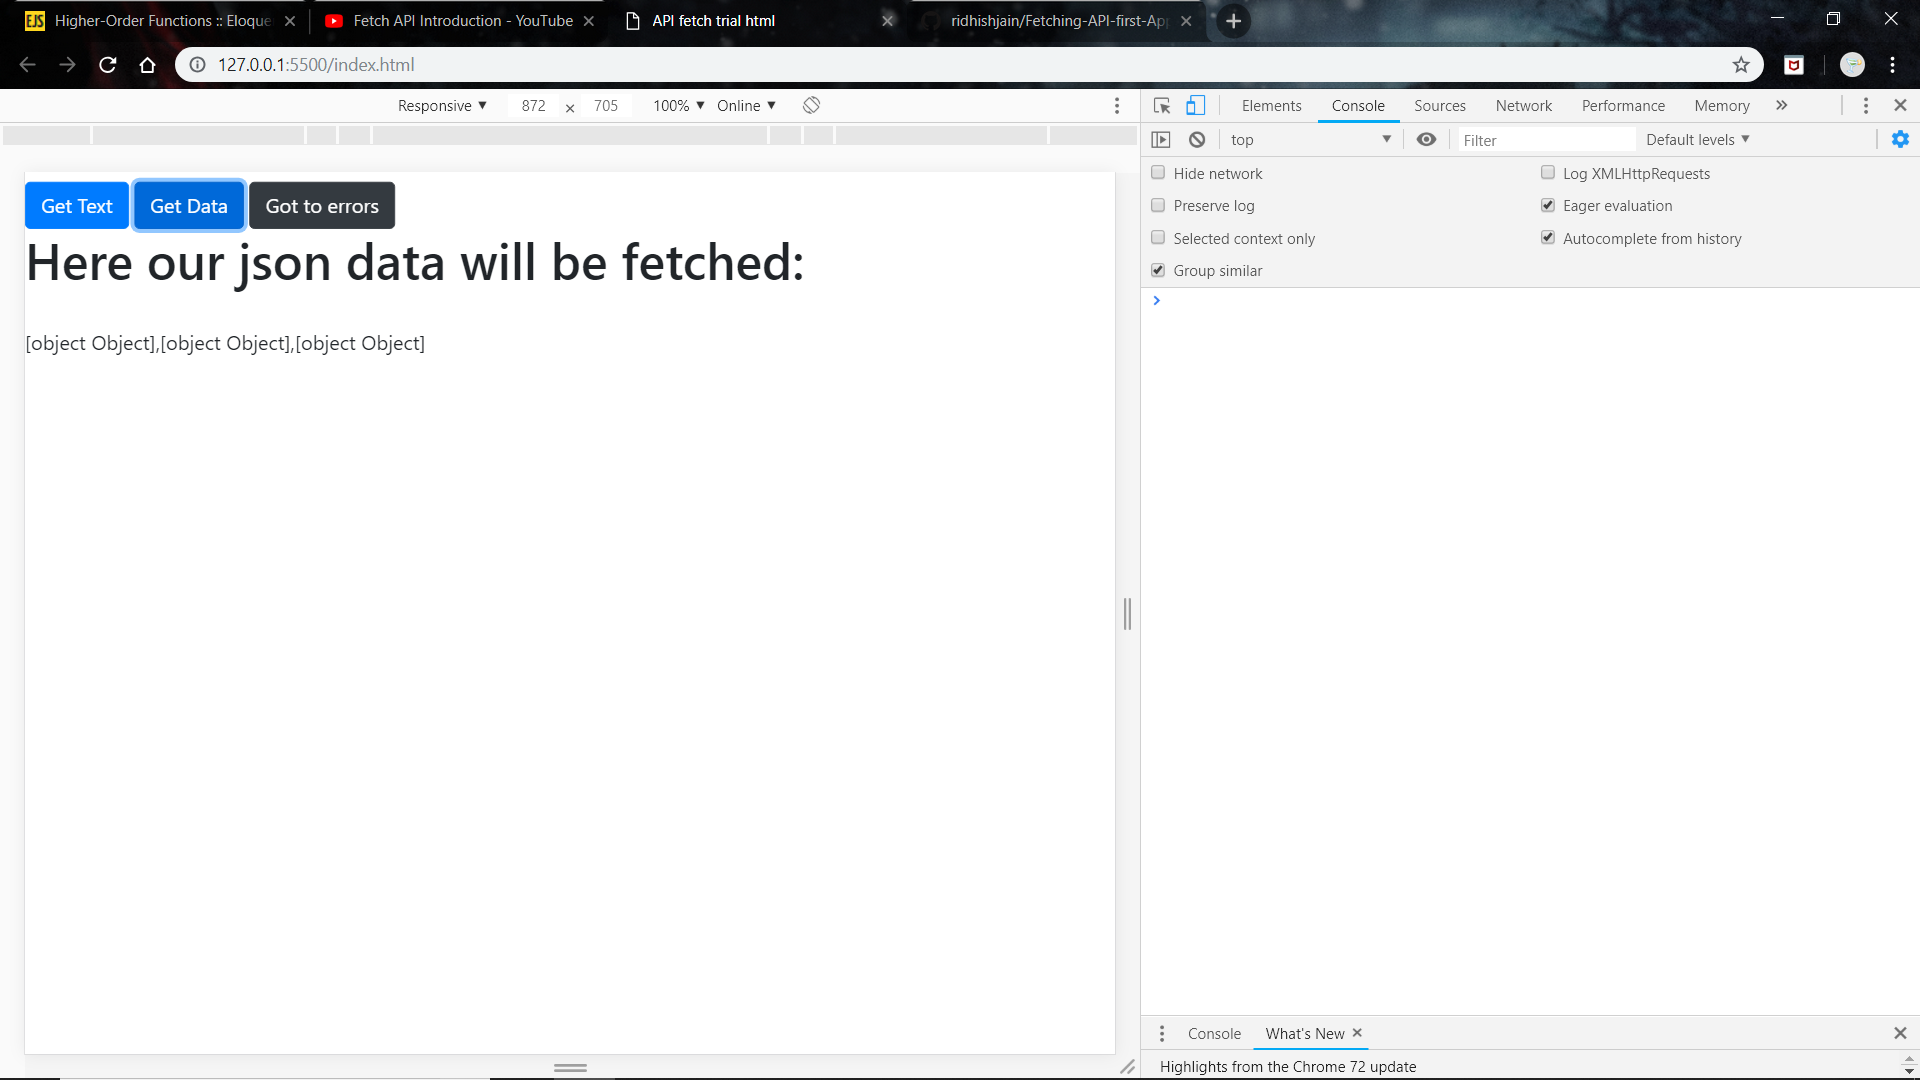 EJS Higher-Order Functions :: Eloque
Fetch API Introduction - YouTube
API fetch trial html
ridhishjain/Fetching-API-first-App
127.0.0.1:5500/index.html
Responsive 872 × 705 100% Online
Elements Console Sources Network Performance Memory
top Filter Default levels
Hide network Log XMLHttpRequests
Preserve log Eager evaluation
Selected context only Autocomplete from history
Group similar
Get Text Get Data Got to errors
Here our json data will be fetched:
[object Object],[object Object],[object Object]
Console What's New
Highlights from the Chrome 72 update